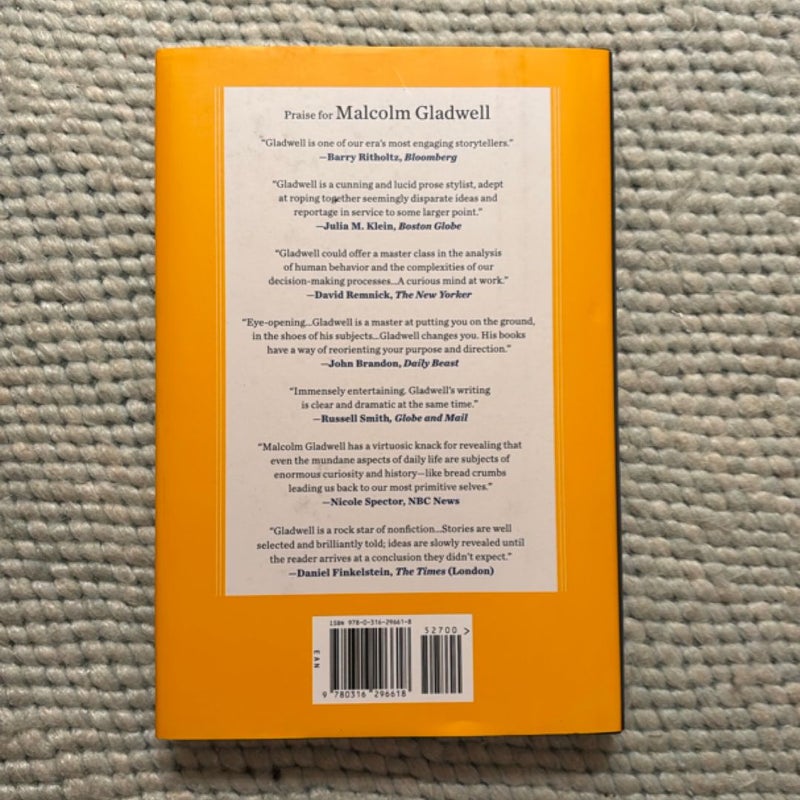 Praise for Malcolm Gladwell
“Gladwell is one of our era’s most engaging storytellers.”
—Barry Ritholtz, Bloomberg
“Gladwell is a cunning and lucid prose stylist, adept
at roping together seemingly disparate ideas and
reportage in service to some larger point.”
—Julia M. Klein, Boston Globe
“Gladwell could offer a master class in the analysis
of human behavior and the complexities of our
decision-making processes...A curious mind at work.”
—David Remnick, The New Yorker
“Eye-opening...Gladwell is a master at putting you on the ground,
in the shoes of his subjects...Gladwell changes you. His books
have a way of reorienting your purpose and direction.”
—John Brandon, Daily Beast
“Immensely entertaining. Gladwell’s writing
is clear and dramatic at the same time.”
—Russell Smith, Globe and Mail
“Malcolm Gladwell has a virtuosic knack for revealing that
even the mundane aspects of daily life are subjects of
enormous curiosity and history—like bread crumbs
leading us back to our most primitive selves.”
—Nicole Spector, NBC News
“Gladwell is a rock star of nonfiction...Stories are well
selected and brilliantly told; ideas are slowly revealed until
the reader arrives at a conclusion they didn’t expect.”
—Daniel Finkelstein, The Times (London)
ISBN 978-0-316-29661-8
52700 >
EAN
9 780316 296618